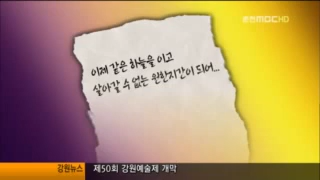 춘천MBC HD
이제 같은 하늘을 이고
살아갈 수 없는 원한지간이 되어...
강원뉴스 제50회 강원예술제 개막